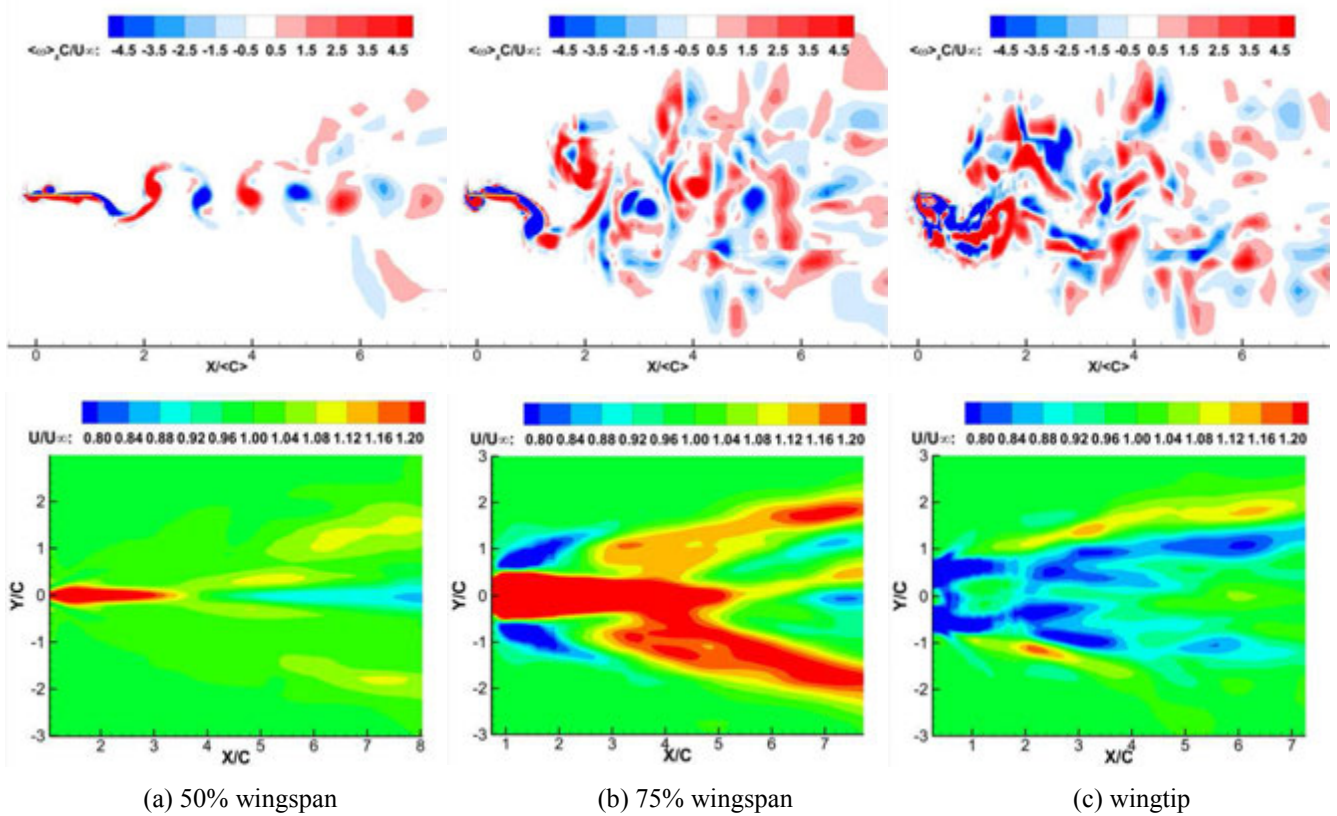 <ω>zC/U∞: -4.5 -3.5 -2.5 -1.5 -0.5 0.5 1.5 2.5 3.5 4.5
<ω>zC/U∞: -4.5 -3.5 -2.5 -1.5 -0.5 0.5 1.5 2.5 3.5 4.5
<ω>zC/U∞: -4.5 -3.5 -2.5 -1.5 -0.5 0.5 1.5 2.5 3.5 4.5
0 2 4 6
X/<C>
0 2 4 6
X/<C>
0 2 4 6
X/<C>
U/U∞: 0.80 0.84 0.88 0.92 0.96 1.00 1.04 1.08 1.12 1.16 1.20
U/U∞: 0.80 0.84 0.88 0.92 0.96 1.00 1.04 1.08 1.12 1.16 1.20
U/U∞: 0.80 0.84 0.88 0.92 0.96 1.00 1.04 1.08 1.12 1.16 1.20
Y/C
2
1
0
-1
-2
-3
2 3 4 5 6 7 8
X/C
Y/C
3
2
1
0
-1
-2
-3
1 2 3 4 5 6 7
X/C
Y/C
3
2
1
0
-1
-2
-3
1 2 3 4 5 6 7
X/C
(a) 50% wingspan
(b) 75% wingspan
(c) wingtip